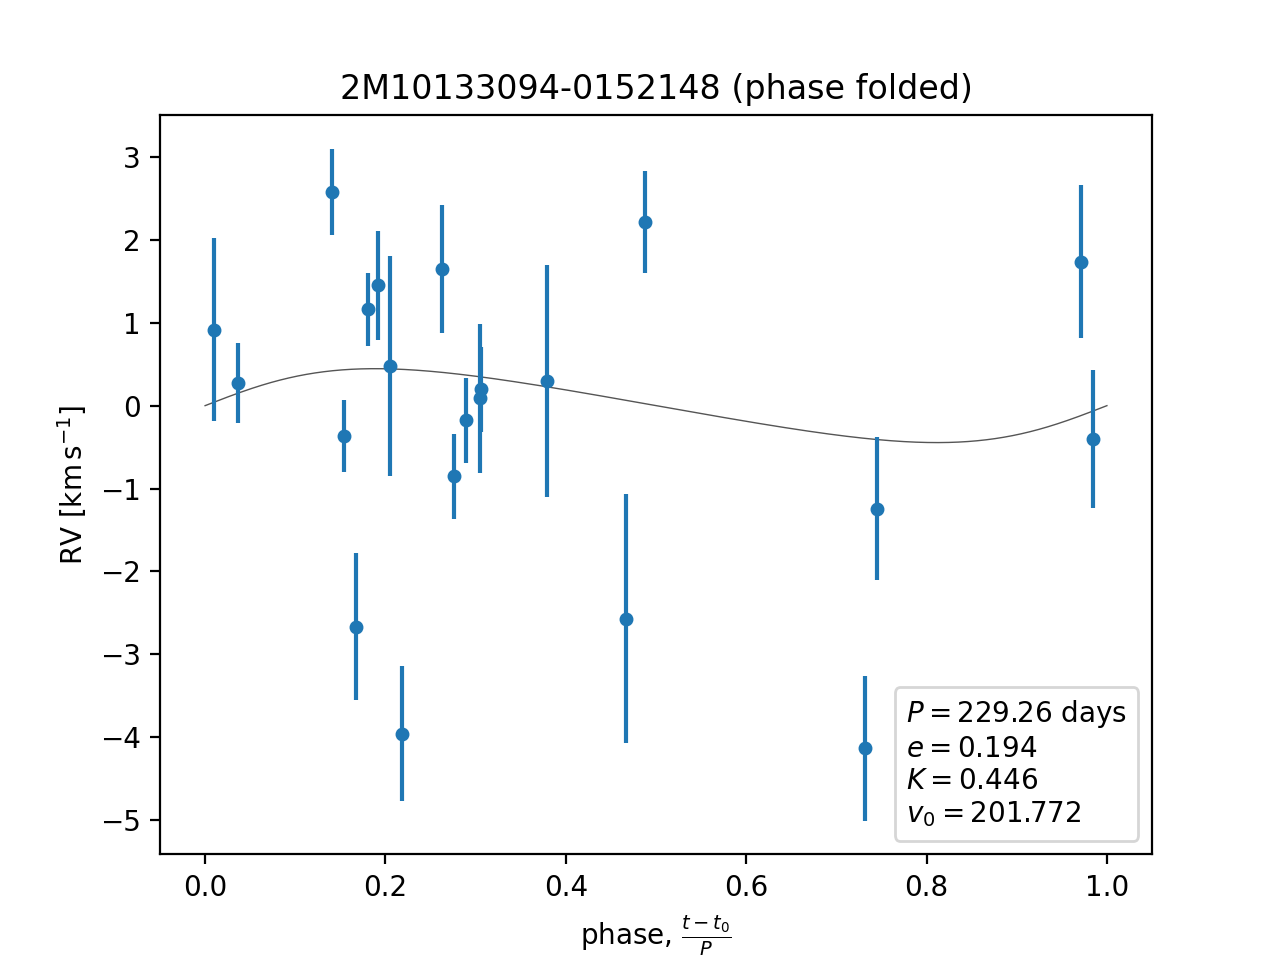 2M10133094-0152148 (phase folded)
RV [km s⁻¹]
3
2
1
0
−1
−2
−3
−4
−5
P = 229.26 days
e = 0.194
K = 0.446
v₀ = 201.772
0.0 0.2 0.4 0.6 0.8 1.0
phase, (t − t₀)/P